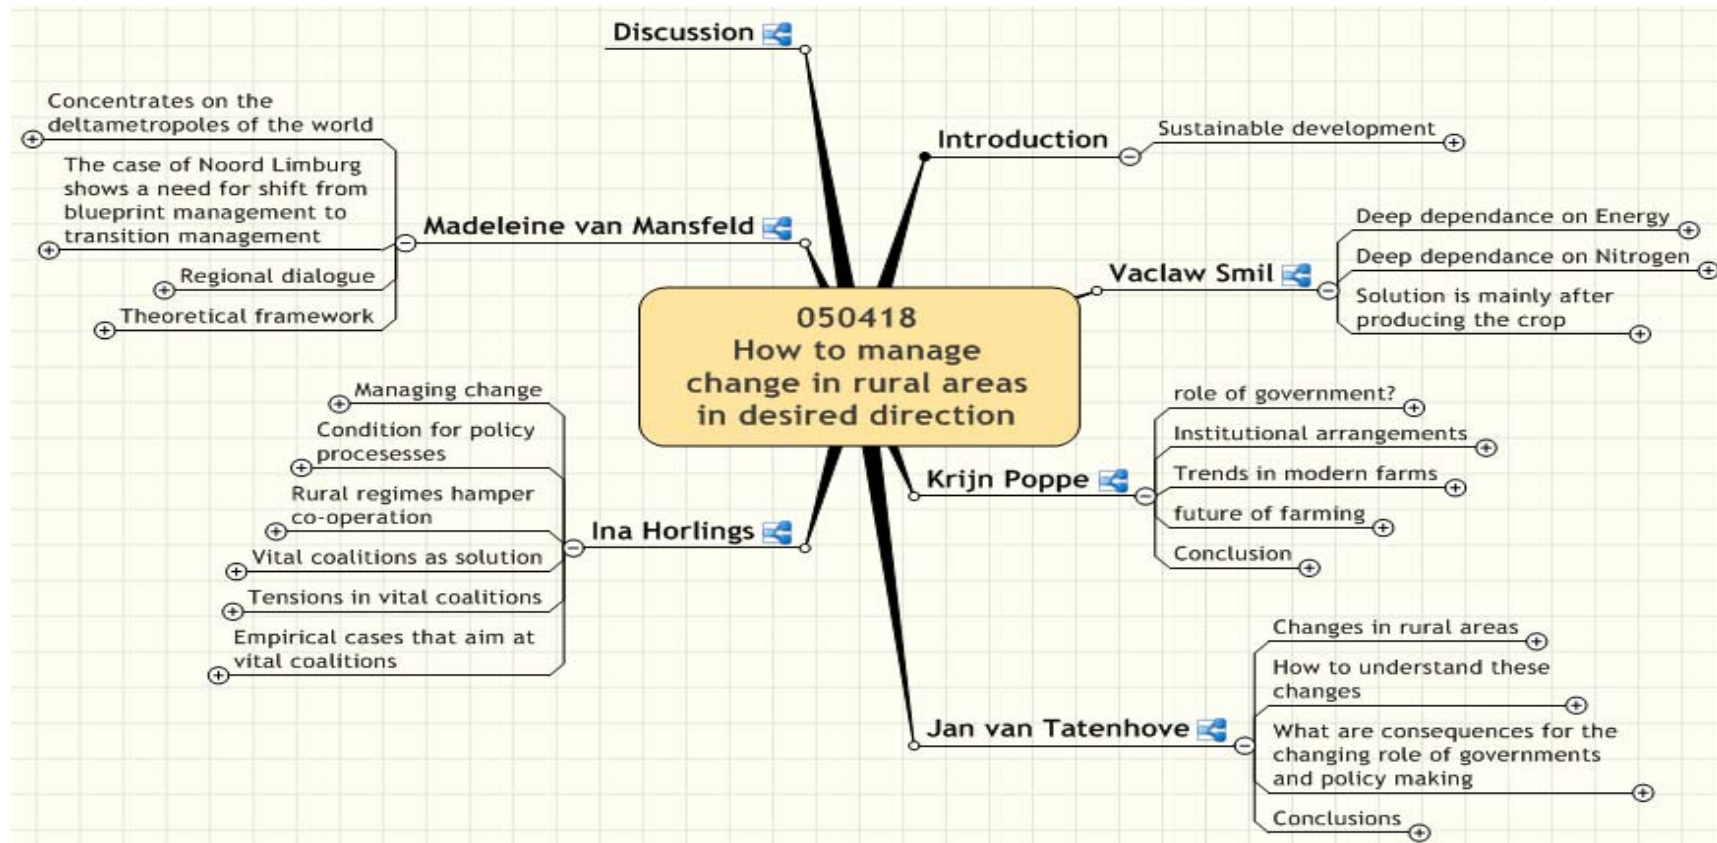 050418
How to manage
change in rural areas
in desired direction
Introduction
Sustainable development
Vaclaw Smil
Deep dependance on Energy
Deep dependance on Nitrogen
Solution is mainly after
producing the crop
Krijn Poppe
role of government?
Institutional arrangements
Trends in modern farms
future of farming
Conclusion
Jan van Tatenhove
Changes in rural areas
How to understand these
changes
What are consequences for the
changing role of governments
and policy making
Conclusions
Ina Horlings
Managing change
Condition for policy
procesesses
Rural regimes hamper
co-operation
Vital coalitions as solution
Tensions in vital coalitions
Empirical cases that aim at
vital coalitions
Madeleine van Mansfeld
Concentrates on the
deltametropoles of the world
The case of Noord Limburg
shows a need for shift from
blueprint management to
transition management
Regional dialogue
Theoretical framework
Discussion